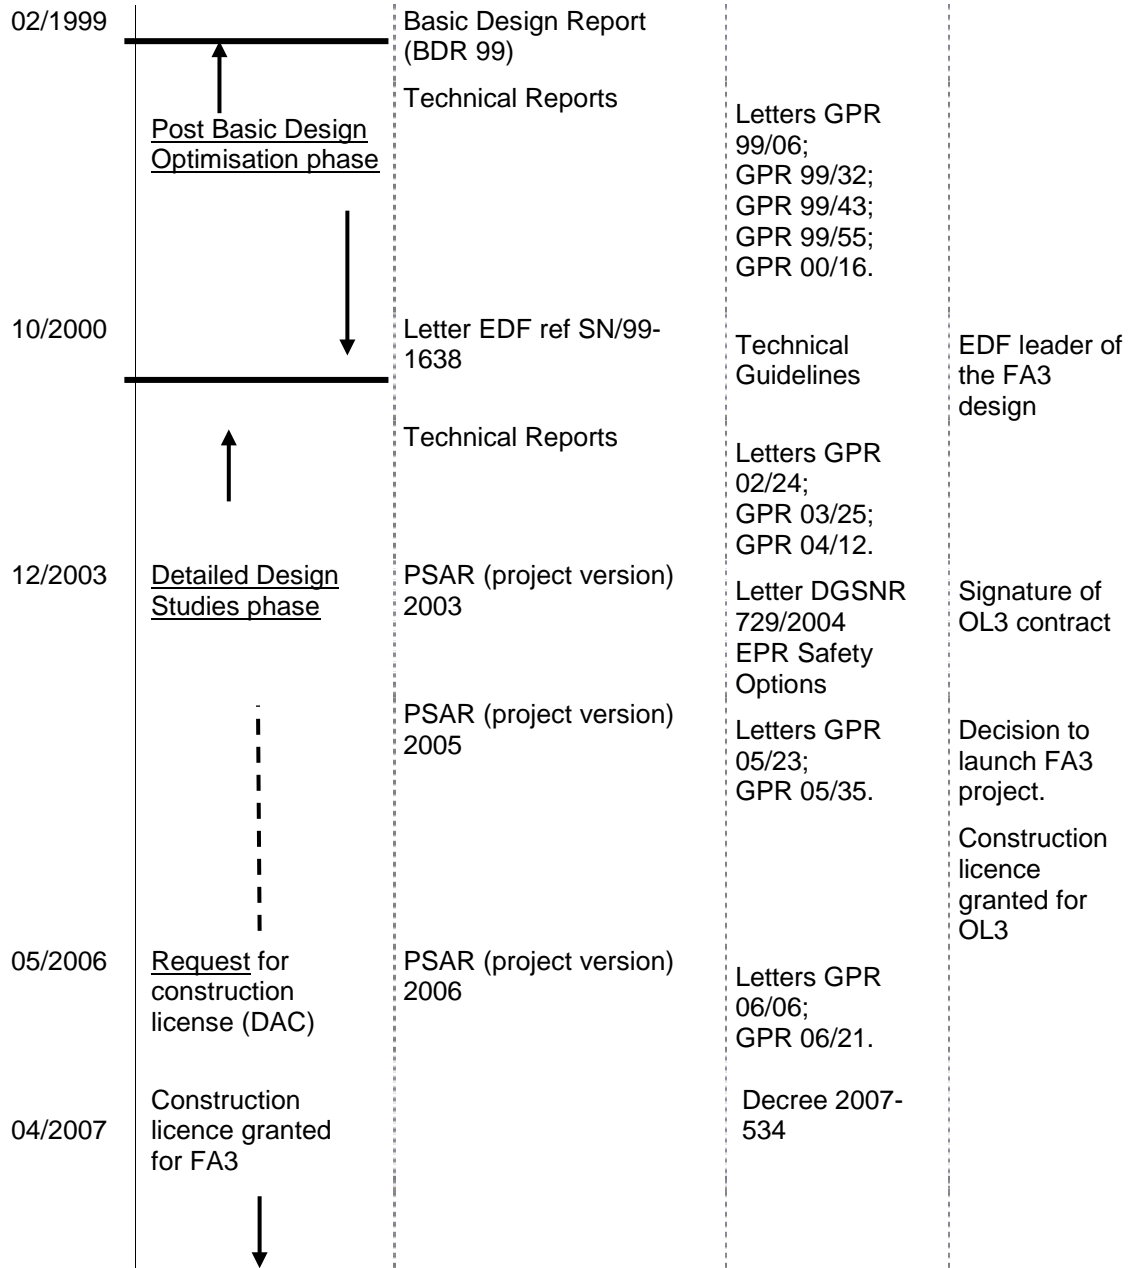 02/1999
Basic Design Report
(BDR 99)
Technical Reports
Post Basic Design
Optimisation phase
Letters GPR
99/06;
GPR 99/32;
GPR 99/43;
GPR 99/55;
GPR 00/16.
10/2000
Letter EDF ref SN/99-
1638
Technical
Guidelines
EDF leader of
the FA3
design
Technical Reports
Letters GPR
02/24;
GPR 03/25;
GPR 04/12.
12/2003
Detailed Design
Studies phase
PSAR (project version)
2003
Letter DGSNR
729/2004
EPR Safety
Options
Signature of
OL3 contract
PSAR (project version)
2005
Letters GPR
05/23;
GPR 05/35.
Decision to
launch FA3
project.
Construction
licence
granted for
OL3
05/2006
Request for
construction
license (DAC)
PSAR (project version)
2006
Letters GPR
06/06;
GPR 06/21.
04/2007
Construction
licence granted
for FA3
Decree 2007-
534